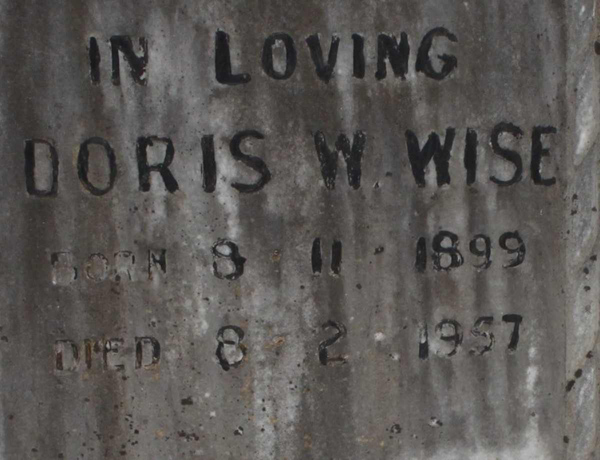 IN LOVING
DORIS W. WISE
BORN 8 · 11 · 1899
DIED 8 · 2 · 1957